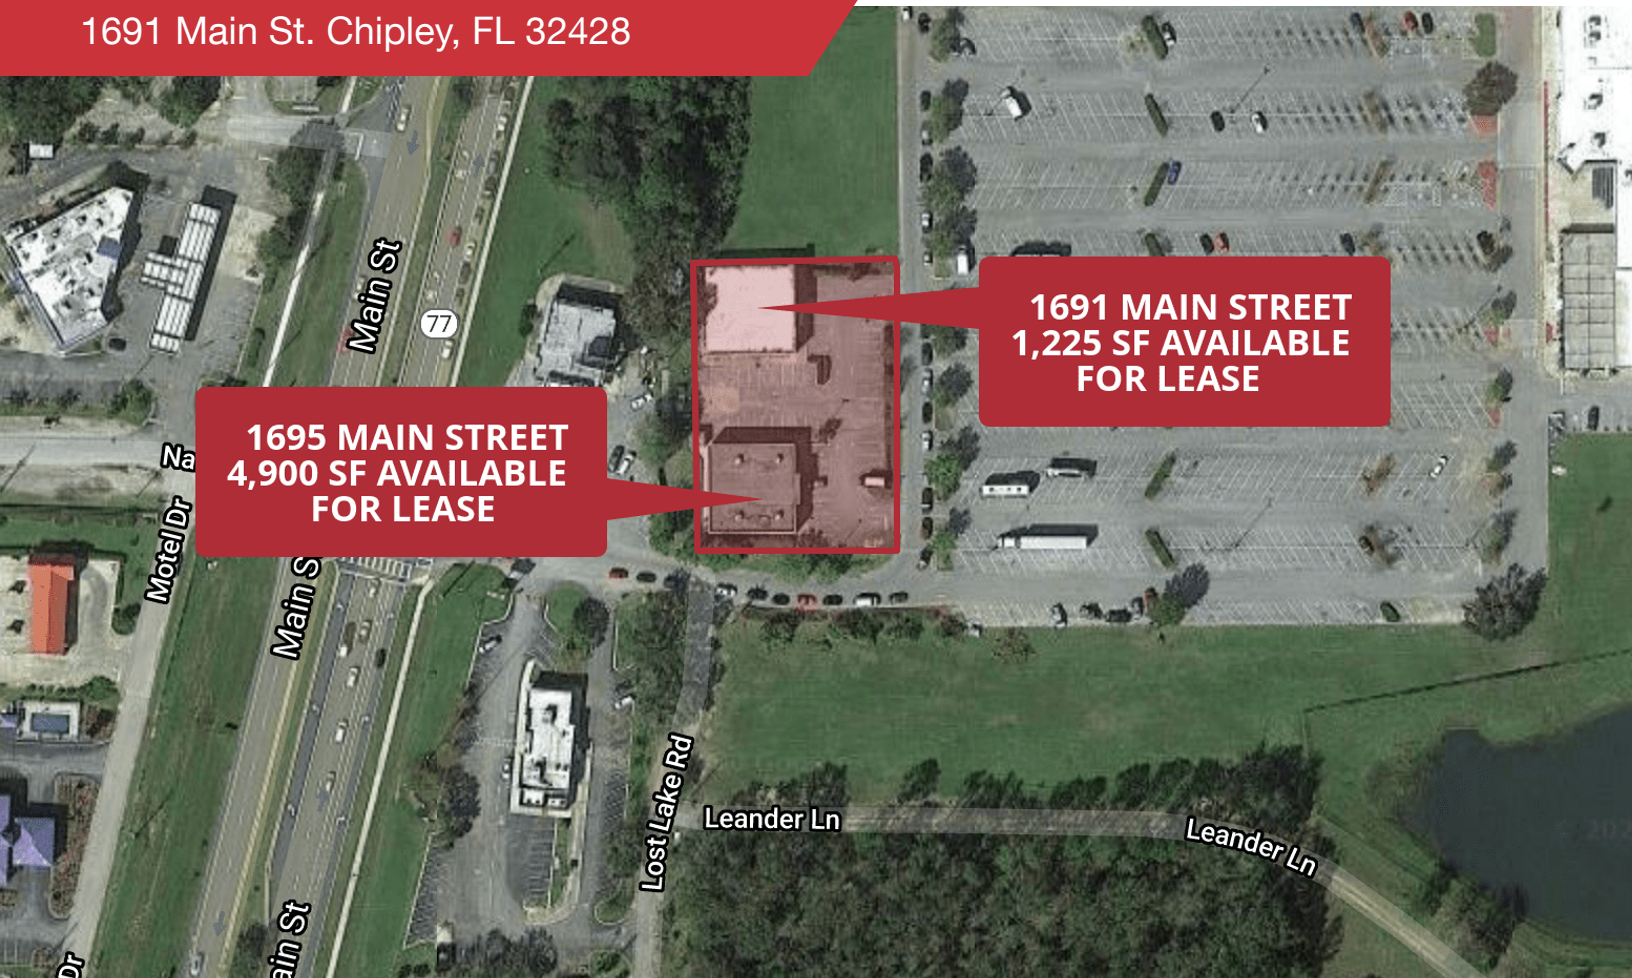 1691 Main St. Chipley, FL 32428
Main St
77
1691 MAIN STREET
1,225 SF AVAILABLE
FOR LEASE
1695 MAIN STREET
4,900 SF AVAILABLE
FOR LEASE
Na
Motel Dr
Main S
Lost Lake Rd
Leander Ln
Leander Ln
ain St
Dr